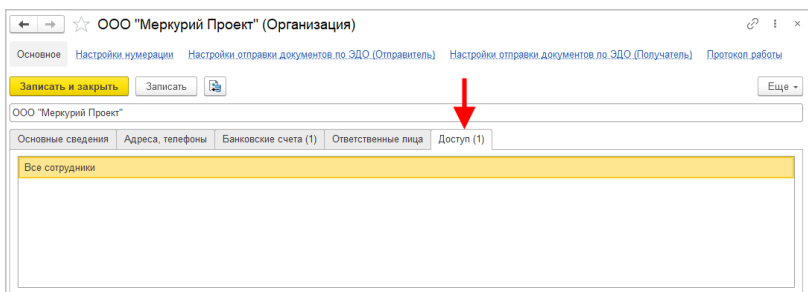 ООО "Меркурий Проект" (Организация)
Основное Настройки нумерации Настройки отправки документов по ЭДО (Отправитель) Настройки отправки документов по ЭДО (Получатель) Протокол работы
Записать и закрыть Записать Еще
ООО "Меркурий Проект"
Основные сведения Адреса, телефоны Банковские счета (1) Ответственные лица Доступ (1)
Все сотрудники